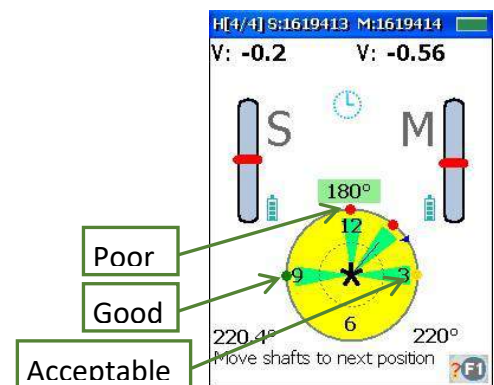 H[4/4] S:1619413 M:1619414
V: -0.2 V: -0.56
S M
180°
12
Poor
9 3
Good
6
220.4° 220°
Acceptable
Move shafts to next position
?F1